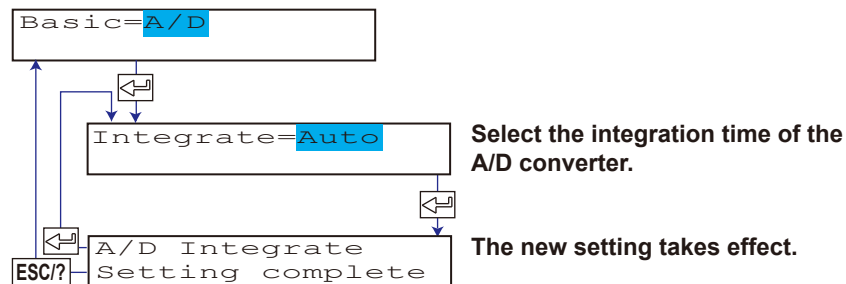 Basic=A/D
Integrate=Auto
Select the integration time of the
A/D converter.
A/D Integrate
Setting complete
ESC/?
The new setting takes effect.